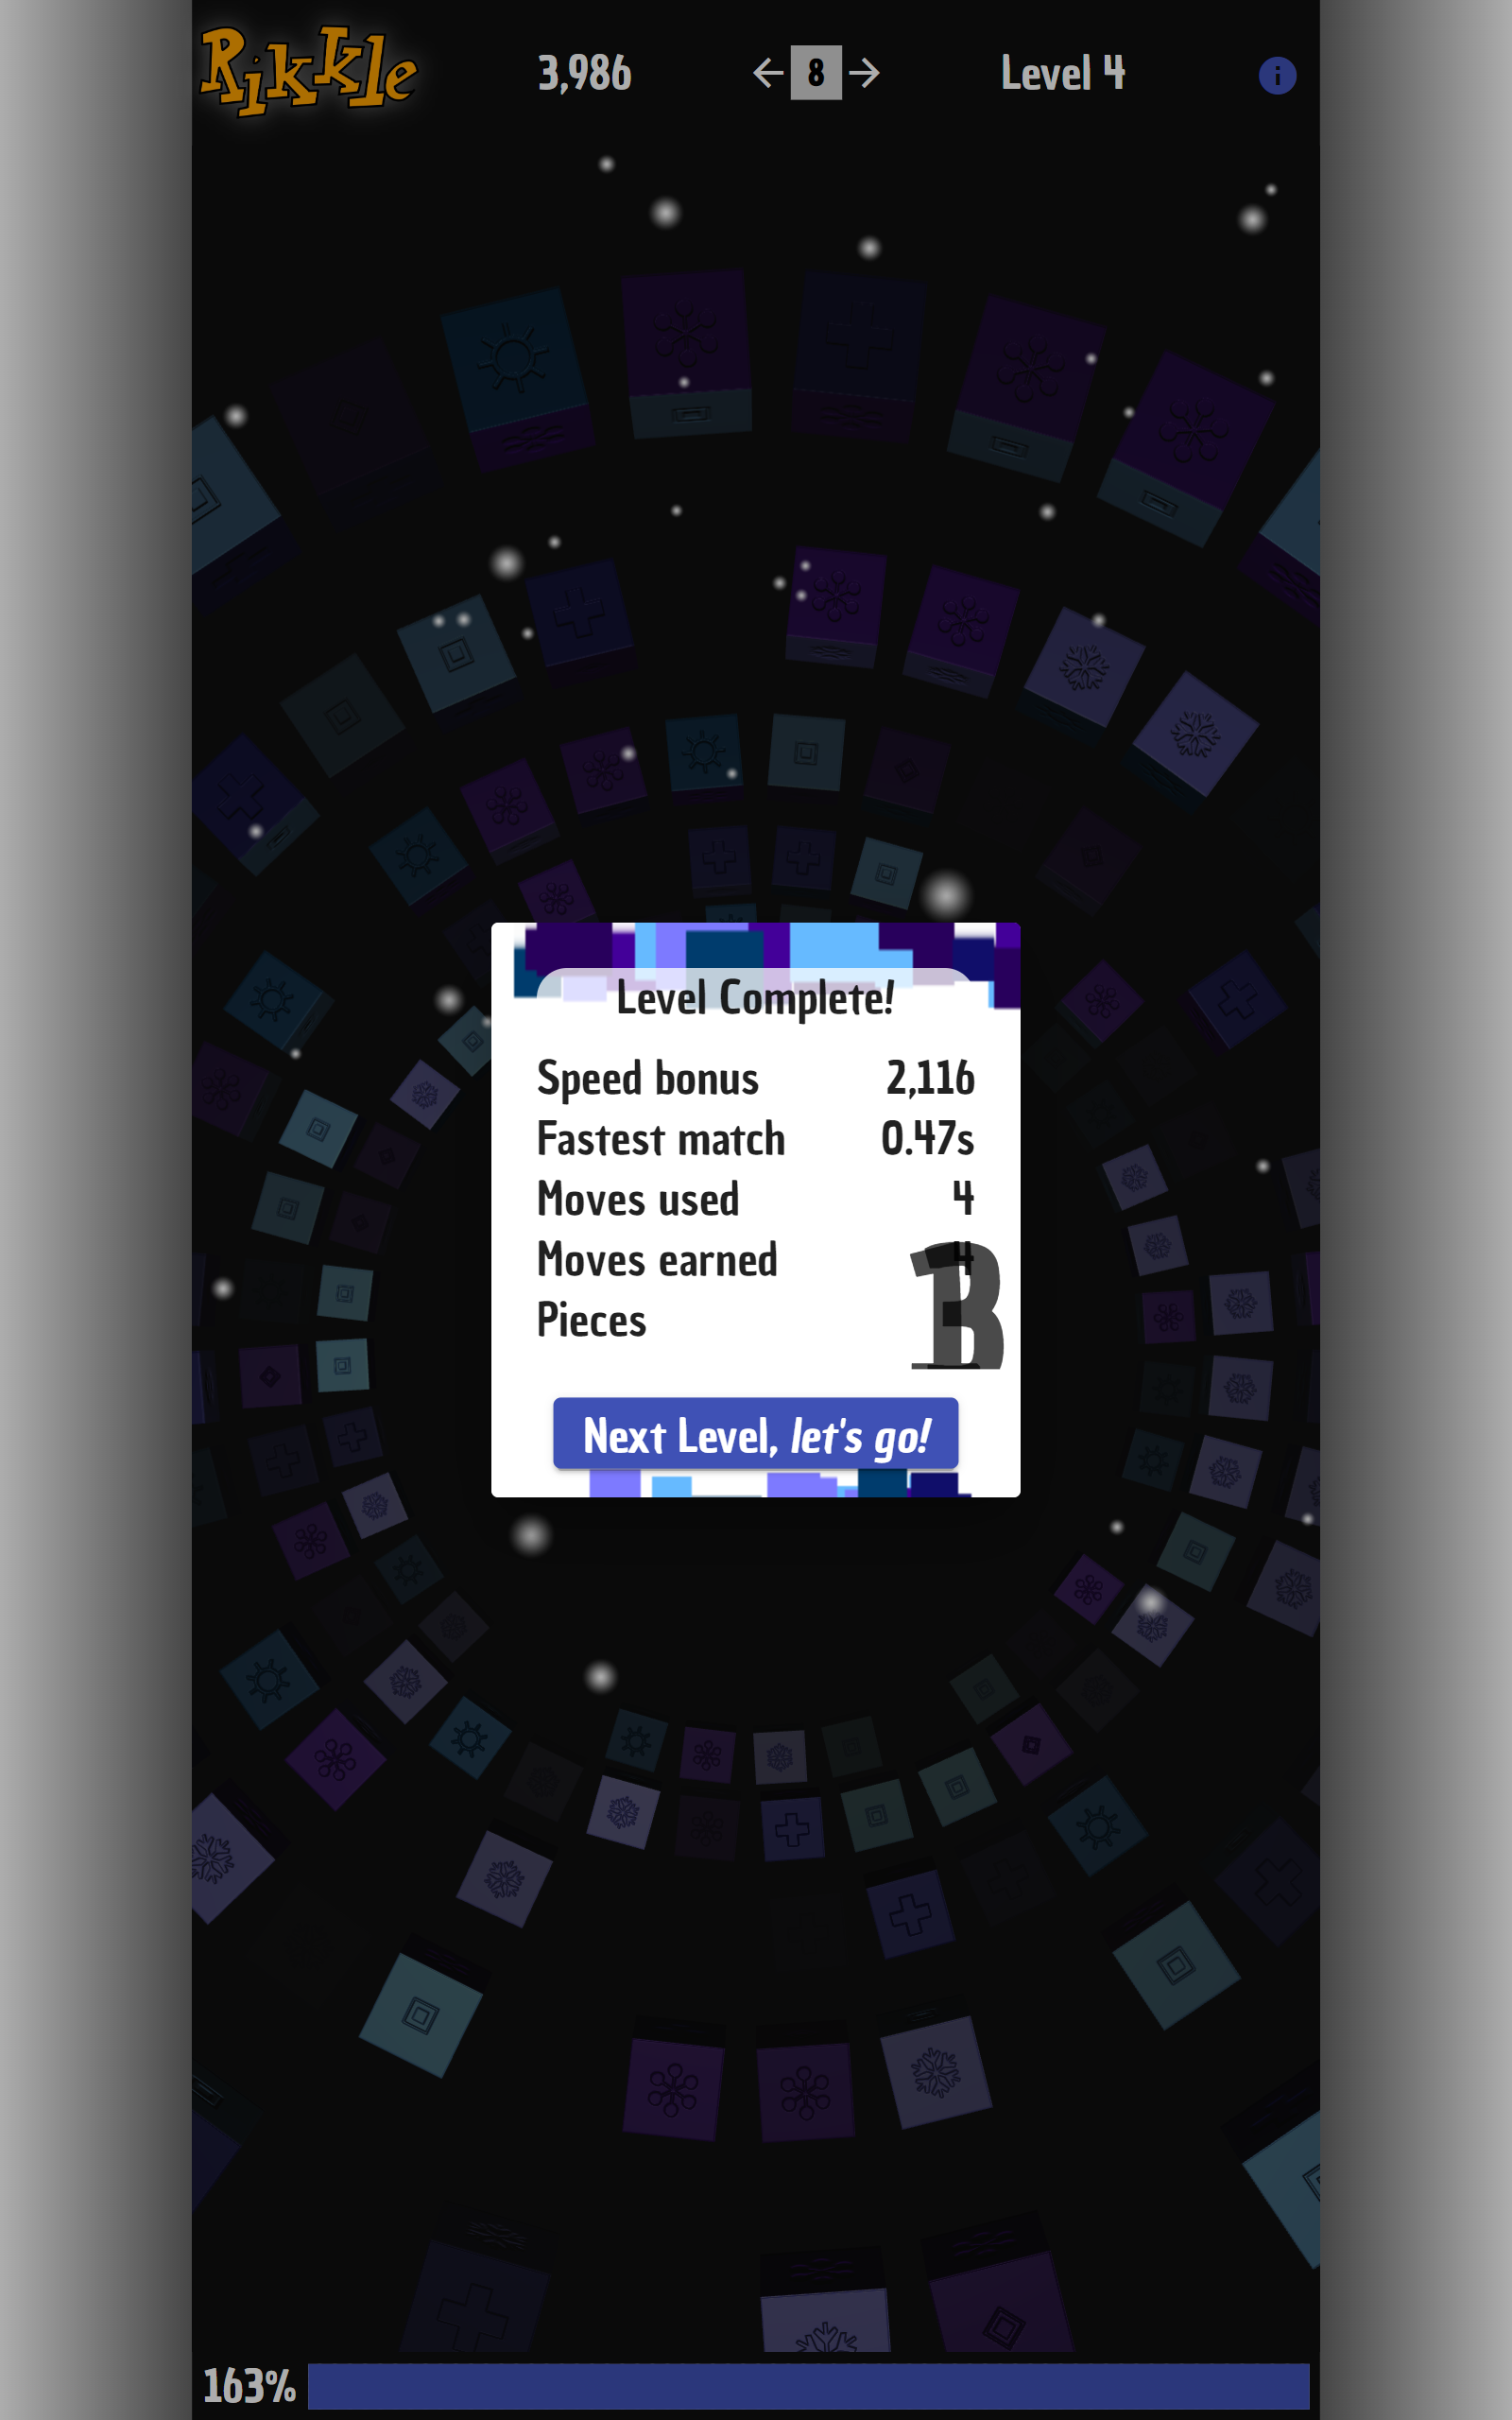 Rikkle
3,986
← 8 →
Level 4
i
Level Complete!
Speed bonus 2,116
Fastest match 0.47s
Moves used 4
Moves earned 4
Pieces
Next Level, let's go!
163%